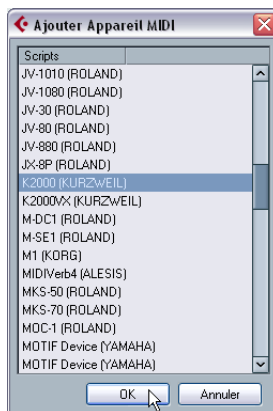 Ajouter Appareil MIDI
Scripts
JV-1010 (ROLAND)
JV-1080 (ROLAND)
JV-30 (ROLAND)
JV-80 (ROLAND)
JV-880 (ROLAND)
JX-8P (ROLAND)
K2000 (KURZWEIL)
K2000VX (KURZWEIL)
M-DC1 (ROLAND)
M-SE1 (ROLAND)
M1 (KORG)
MIDIVerb4 (ALESIS)
MKS-50 (ROLAND)
MKS-70 (ROLAND)
MOC-1 (ROLAND)
MOTIF Device (YAMAHA)
MOTIF Device (YAMAHA)
OK Annuler